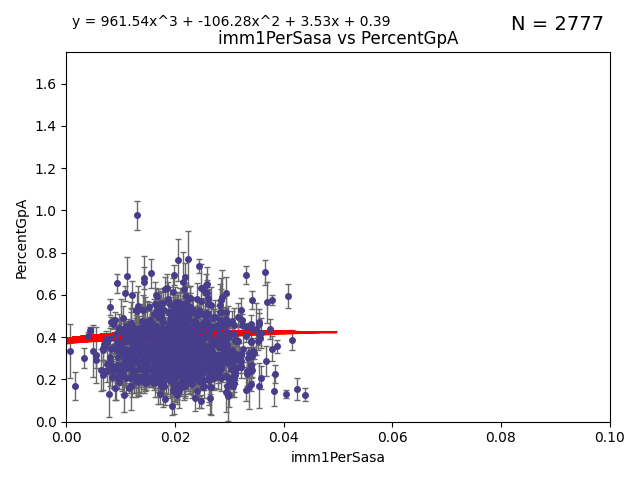 y = 961.54x^3 + -106.28x^2 + 3.53x + 0.39
N = 2777
imm1PerSasa vs PercentGpA
1.6
1.4
1.2
1.0
0.8
0.6
0.4
0.2
0.0
PercentGpA
0.00 0.02 0.04 0.06 0.08 0.10
imm1PerSasa